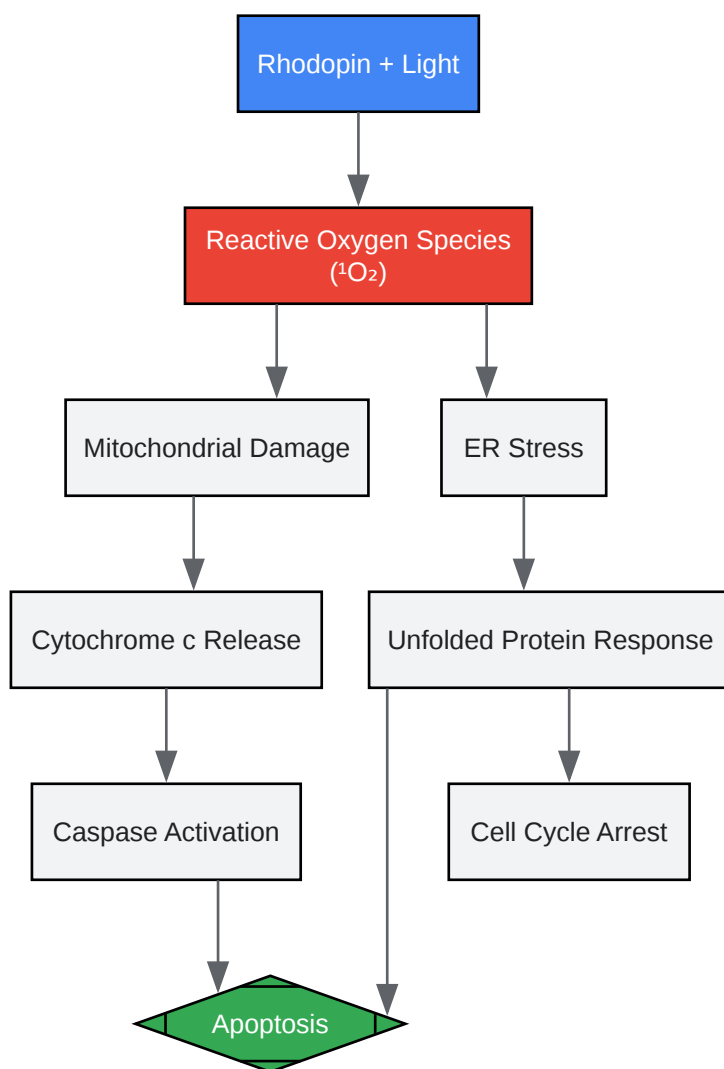 Rhodopin + Light
Reactive Oxygen Species
(¹O₂)
Mitochondrial Damage
ER Stress
Cytochrome c Release
Unfolded Protein Response
Caspase Activation
Cell Cycle Arrest
Apoptosis